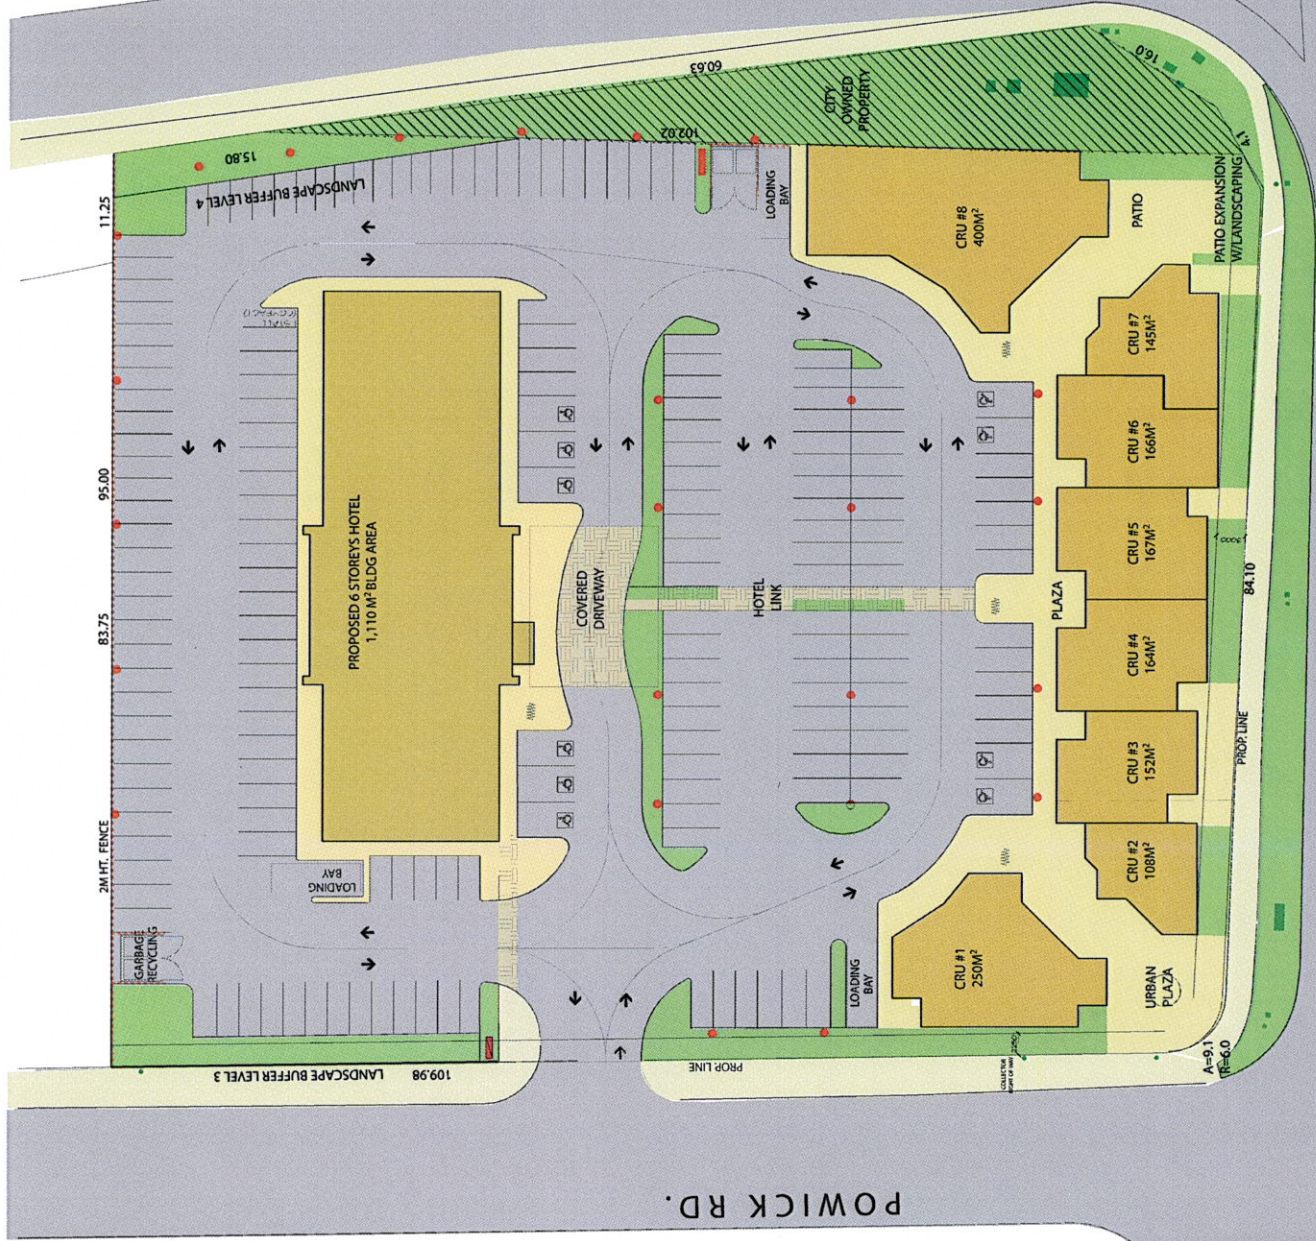 60.63
16.0
CITY
OWNED
PROPERTY
102.02
4.1
15.80
LANDSCAPE BUFFER LEVEL 4
11.25
LOADING
BAY
CRU #8
400M²
PATIO
PATIO EXPANSION
W/LANDSCAPING
CRU #7
145M²
95.00
CRU #6
166M²
PROPOSED 6 STOREYS HOTEL
1,110 M² BLDG AREA
CRU #5
167M²
3000
COVERED
DRIVEWAY
HOTEL
LINK
PLAZA
84.10
83.75
CRU #4
164M²
PROP. LINE
CRU #3
152M²
2M HT. FENCE
LOADING
BAY
CRU #2
108M²
GARBAGE
RECYCLING
LOADING
BAY
CRU #1
250M²
URBAN
PLAZA
LANDSCAPE BUFFER LEVEL 3
109.98
PROP. LINE
COLLECTOR
RIGHT OF WAY
A=9.1
R=6.0
POWICK RD.